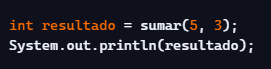 int resultado = sumar(5, 3);
System.out.println(resultado);